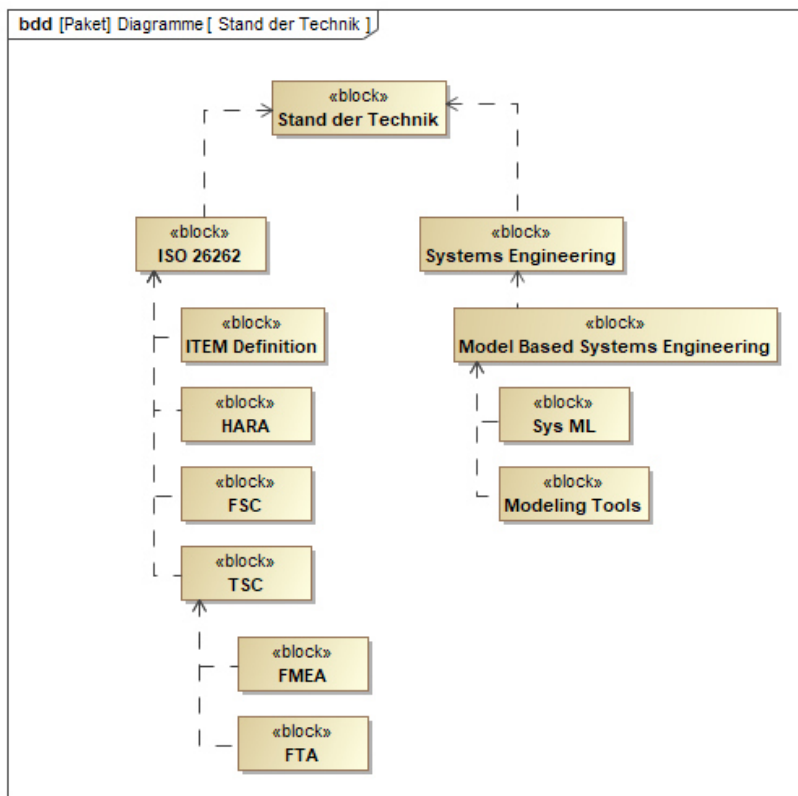 bdd [Paket] Diagramme [ Stand der Technik ]
«block»
Stand der Technik
«block»
ISO 26262
«block»
Systems Engineering
«block»
ITEM Definition
«block»
Model Based Systems Engineering
«block»
HARA
«block»
Sys ML
«block»
FSC
«block»
Modeling Tools
«block»
TSC
«block»
FMEA
«block»
FTA